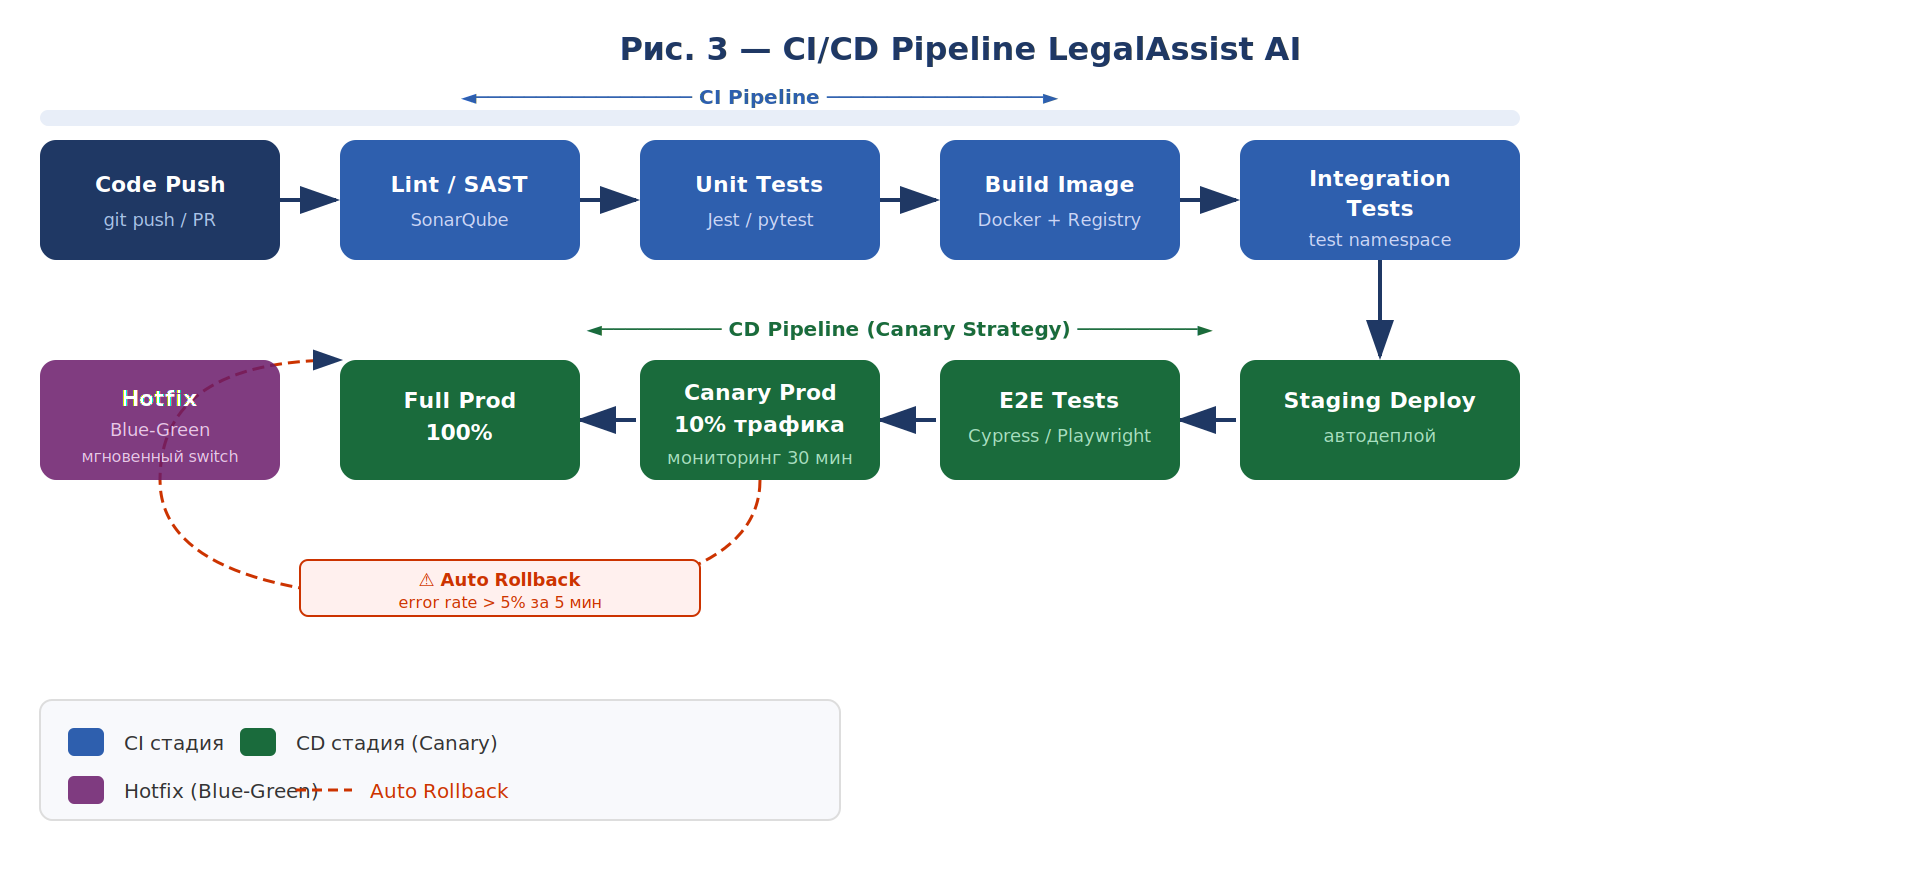 Рис. 3 — CI/CD Pipeline LegalAssist AI
CI Pipeline
Code Push
git push / PR
Lint / SAST
SonarQube
Unit Tests
Jest / pytest
Build Image
Docker + Registry
Integration
Tests
test namespace
CD Pipeline (Canary Strategy)
Hotfix
Blue-Green
мгновенный switch
Full Prod
100%
Canary Prod
10% трафика
мониторинг 30 мин
E2E Tests
Cypress / Playwright
Staging Deploy
автодеплой
⚠ Auto Rollback
error rate > 5% за 5 мин
CI стадия
CD стадия (Canary)
Hotfix (Blue-Green)
Auto Rollback